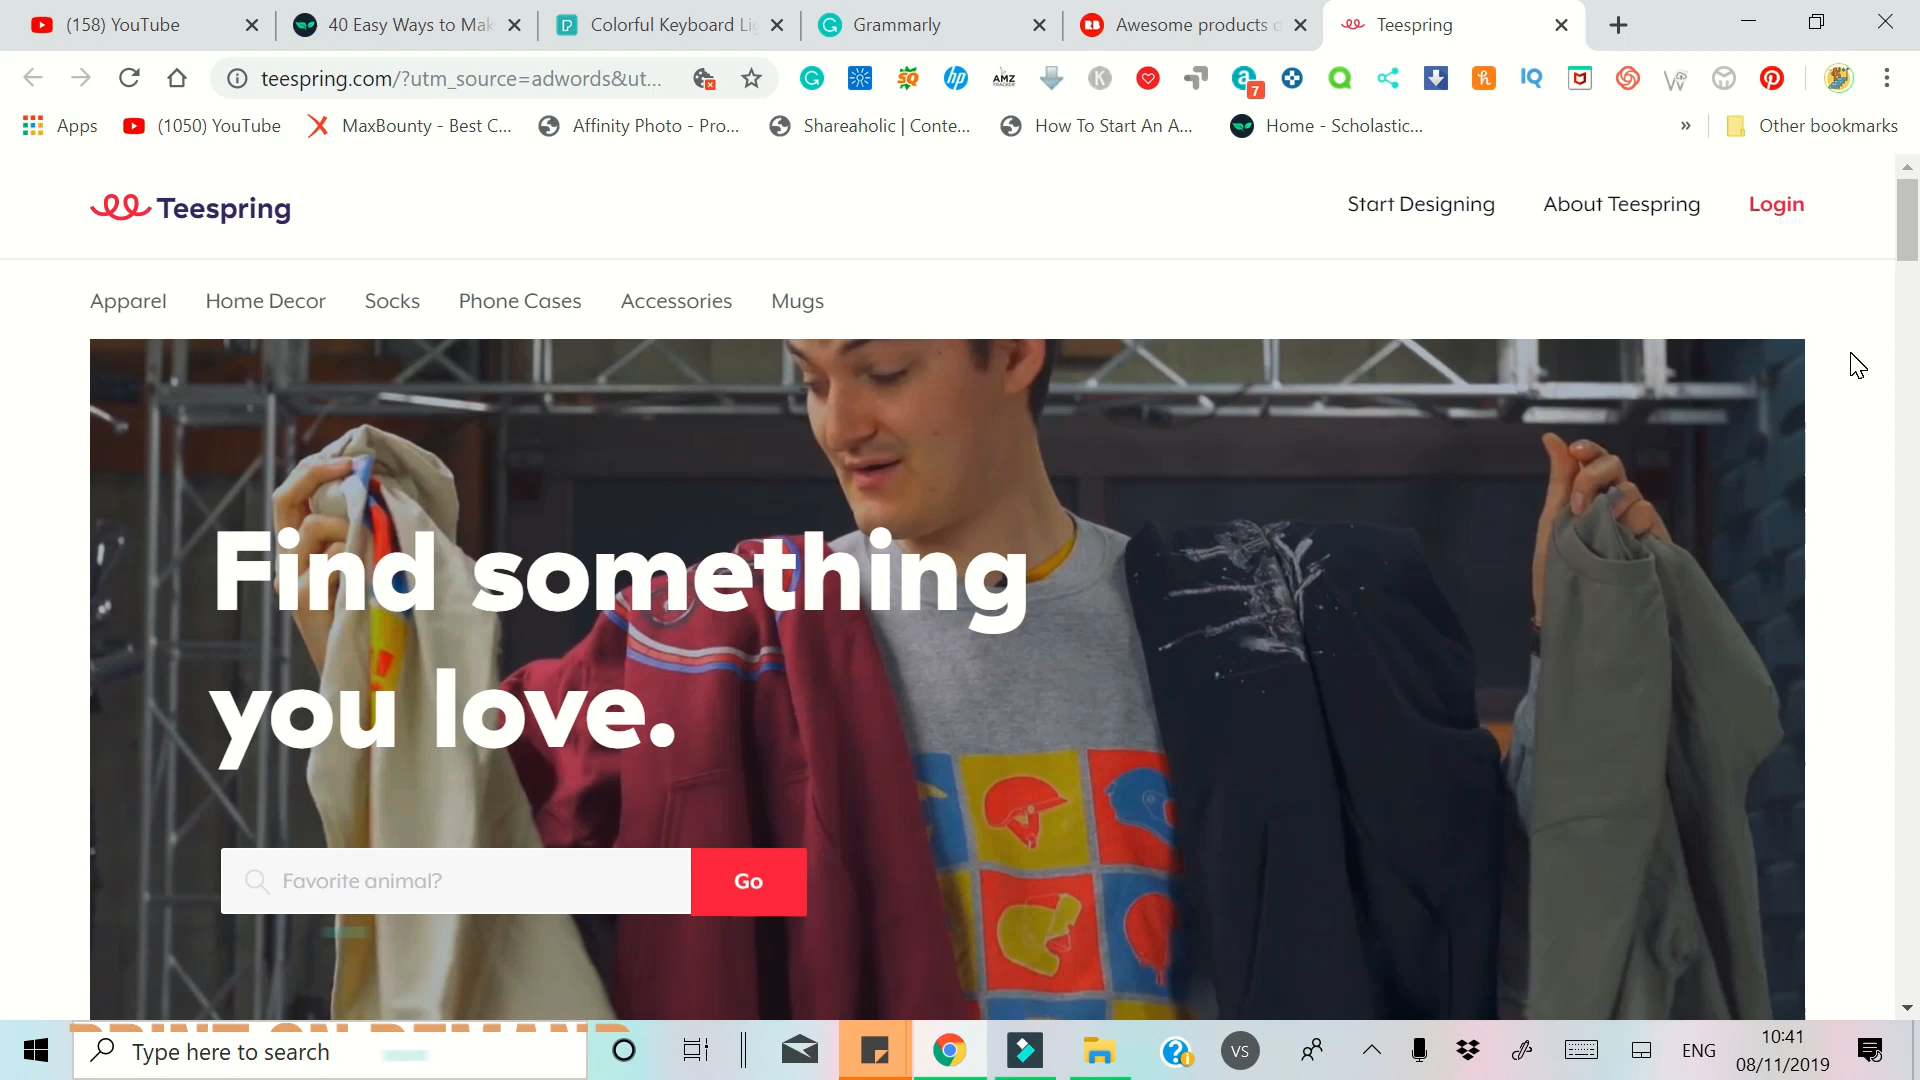 (158) YouTube
40 Easy Ways to Mak
Colorful Keyboard Lig
Grammarly
Awesome products d
Teespring
teespring.com/?utm_source=adwords&ut...
7
Apps
(1050) YouTube
MaxBounty - Best C...
Affinity Photo - Pro...
Shareaholic | Conte...
How To Start An A...
Home - Scholastic...
»
Other bookmarks
Teespring
Start Designing
About Teespring
Login
Apparel
Home Decor
Socks
Phone Cases
Accessories
Mugs
Find something
you love.
Favorite animal?
Go
PRINT ON DEMAND
Type here to search
VS
ENG
10:41
08/11/2019